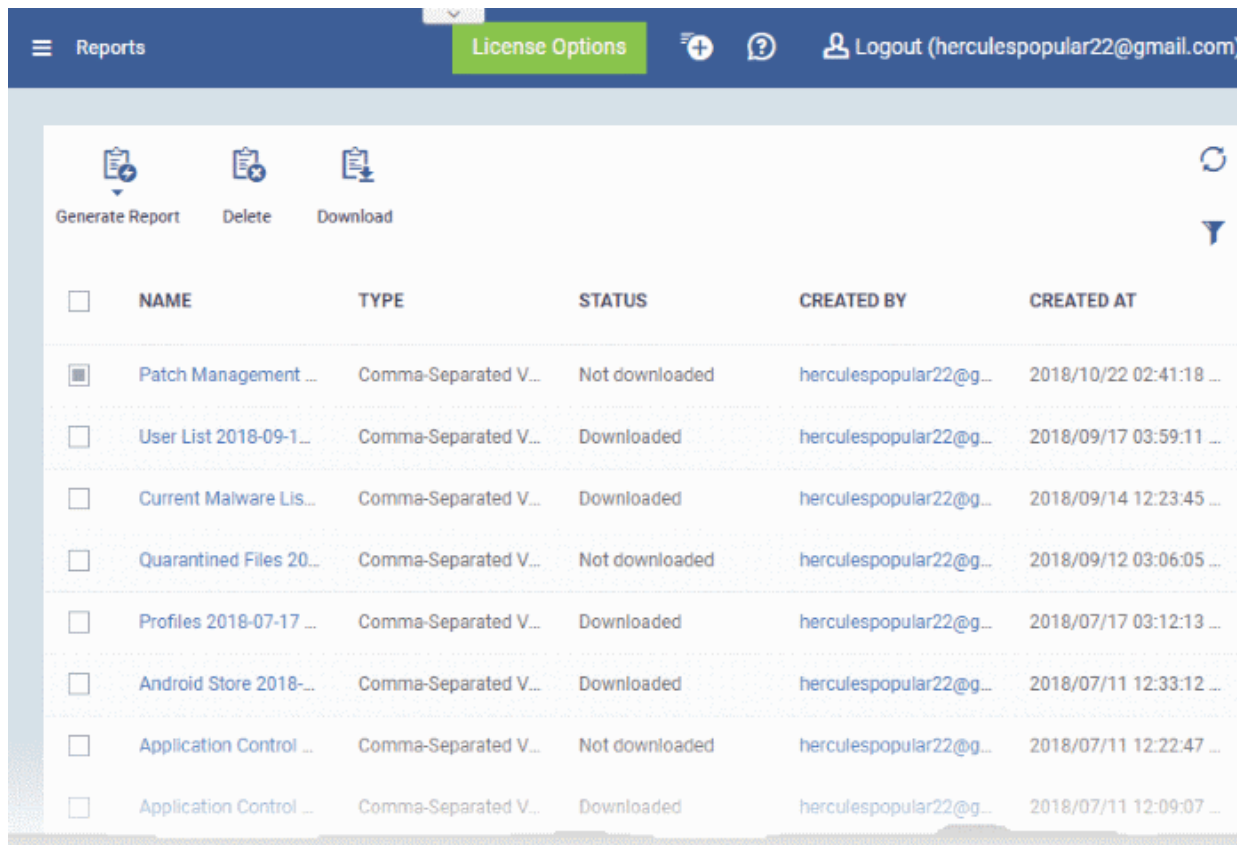 Reports License Options Logout (herculespopular22@gmail.com)
Generate Report Delete Download
NAME TYPE STATUS CREATED BY CREATED AT
Patch Management ... Comma-Separated V... Not downloaded herculespopular22@g... 2018/10/22 02:41:18 ...
User List 2018-09-1... Comma-Separated V... Downloaded herculespopular22@g... 2018/09/17 03:59:11 ...
Current Malware Lis... Comma-Separated V... Downloaded herculespopular22@g... 2018/09/14 12:23:45 ...
Quarantined Files 20... Comma-Separated V... Not downloaded herculespopular22@g... 2018/09/12 03:06:05 ...
Profiles 2018-07-17 ... Comma-Separated V... Downloaded herculespopular22@g... 2018/07/17 03:12:13 ...
Android Store 2018-... Comma-Separated V... Downloaded herculespopular22@g... 2018/07/11 12:33:12 ...
Application Control ... Comma-Separated V... Not downloaded herculespopular22@g... 2018/07/11 12:22:47 ...
Application Control ... Comma-Separated V... Downloaded herculespopular22@g... 2018/07/11 12:09:07 ...